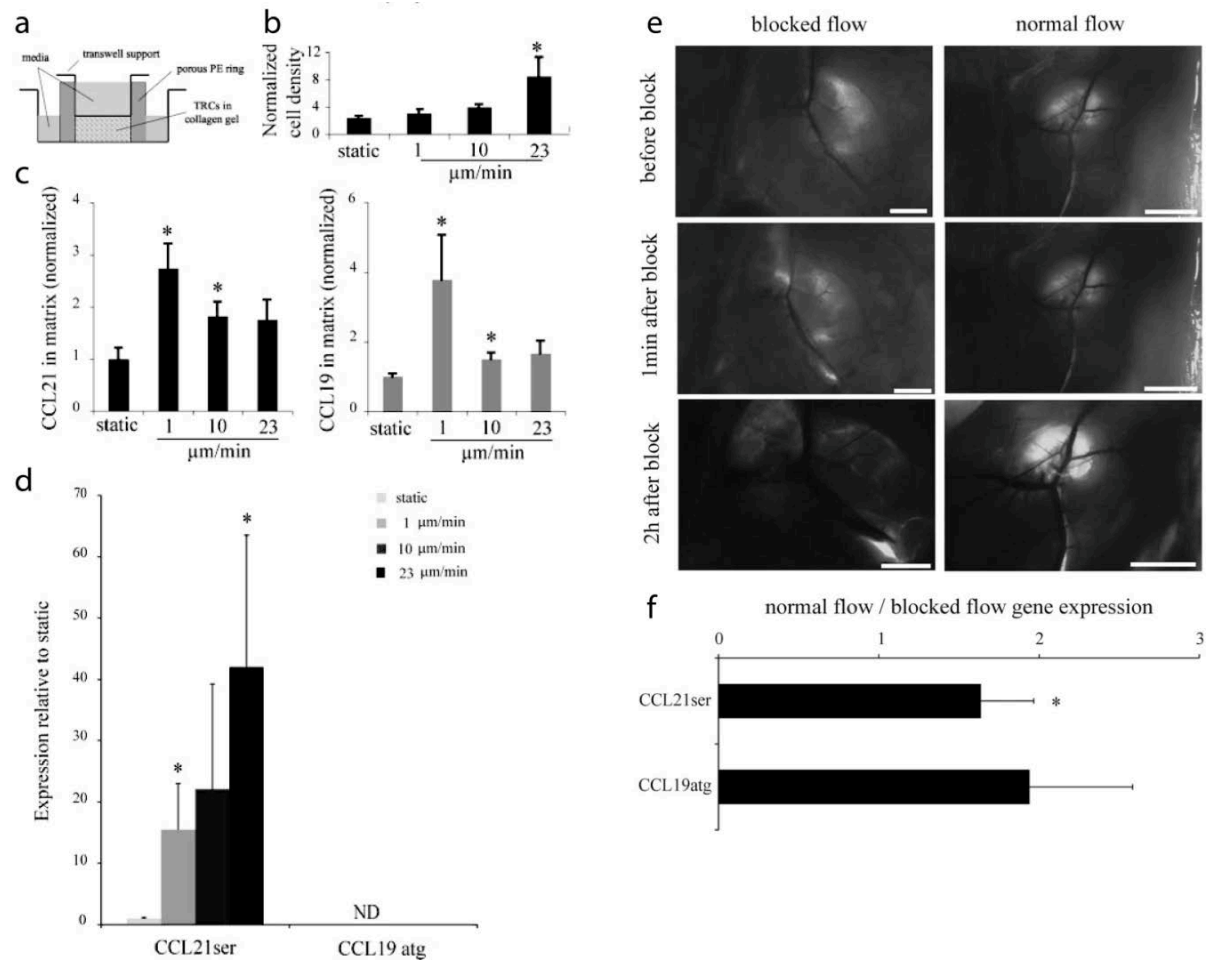 a
transwell support
media
porous PE ring
TRCs in
collagen gel
b
Normalized
cell density
12
8
4
0
*
static
1
10
23
μm/min
c
CCL21 in matrix (normalized)
4
3
2
1
0
*
*
static
1
10
23
μm/min
CCL19 in matrix (normalized)
6
4
2
0
*
*
static
1
10
23
μm/min
d
Expression relative to static
70
60
50
40
30
20
10
0
*
*
static
1 μm/min
10 μm/min
23 μm/min
ND
CCL21ser
CCL19 atg
e
blocked flow
normal flow
before block
1min after block
2h after block
f
normal flow / blocked flow gene expression
0
1
2
3
CCL21ser
*
CCL19atg